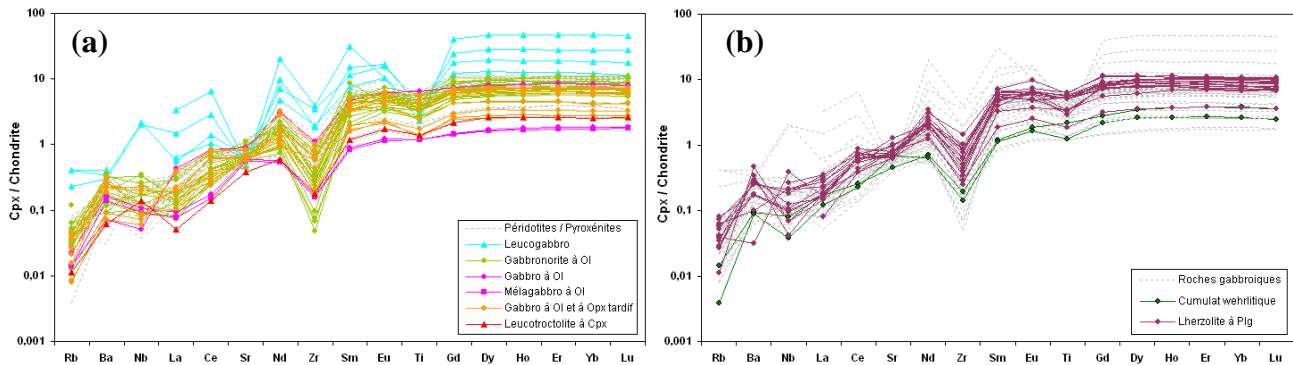 (a)
Cpx / Chondrite
100
10
1
0,1
0,01
0,001
Rb Ba Nb La Ce Sr Nd Zr Sm Eu Ti Gd Dy Ho Er Yb Lu
Péridotites / Pyroxénites
Leucogabbro
Gabbronorite à Ol
Gabbro à Ol
Mélagabbro à Ol
Gabbro à Ol et à Opx tardif
Leucotroctolite à Cpx
(b)
Cpx / Chondrite
100
10
1
0,1
0,01
0,001
Rb Ba Nb La Ce Sr Nd Zr Sm Eu Ti Gd Dy Ho Er Yb Lu
Roches gabbroiques
Cumulat wehrlitique
Lherzolite à Plg